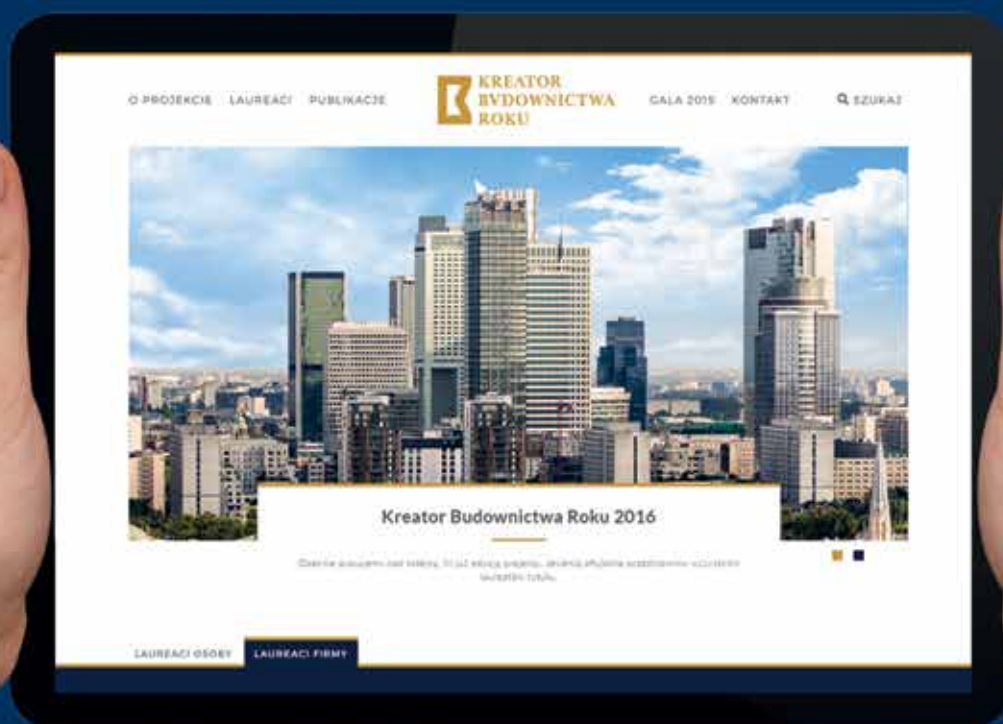 O PROJEKCIE LAUREACI PUBLIKACJE
KREATOR
BUDOWNICTWA
ROKU
GALA 2015 KONTAKT
SZUKAJ
Kreator Budownictwa Roku 2016
LAUREACI OSOBY LAUREACI FIRMY